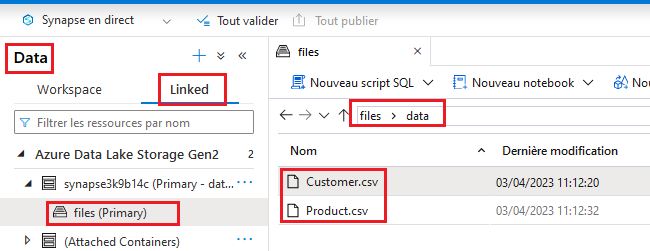 Synapse en direct
Tout valider
Tout publier
Data
Workspace
Linked
Filtrer les ressources par nom
Azure Data Lake Storage Gen2 2
synapse3k9b14c (Primary - dat... ...
files (Primary)
(Attached Containers) ...
files
Nouveau script SQL
Nouveau notebook
Nou
files > data
Nom Dernière modification
Customer.csv 03/04/2023 11:12:20
Product.csv 03/04/2023 11:12:32